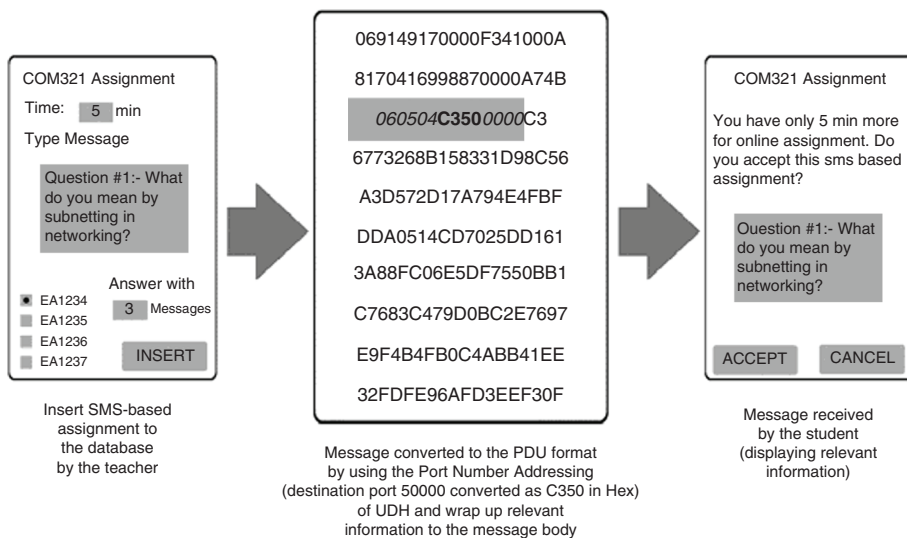 COM321 Assignment
Time: 5 min
Type Message
Question #1:- What
do you mean by
subnetting in
networking?
Answer with
3 Messages
EA1234
EA1235
EA1236
EA1237
INSERT
Insert SMS-based
assignment to
the database
by the teacher
069149170000F341000A
8170416998870000A74B
060504C3500000C3
6773268B158331D98C56
A3D572D17A794E4FBF
DDA0514CD7025DD161
3A88FC06E5DF7550BB1
C7683C479D0BC2E7697
E9F4B4FB0C4ABB41EE
32FDFE96AFD3EEF30F
Message converted to the PDU format
by using the Port Number Addressing
(destination port 50000 converted as C350 in Hex)
of UDH and wrap up relevant
information to the message body
COM321 Assignment
You have only 5 min more
for online assignment. Do
you accept this sms based
assignment?
Ouestion #1:- What
do you mean by
subnetting in
networking?
ACCEPT CANCEL
Message received
by the student
(displaying relevant
information)